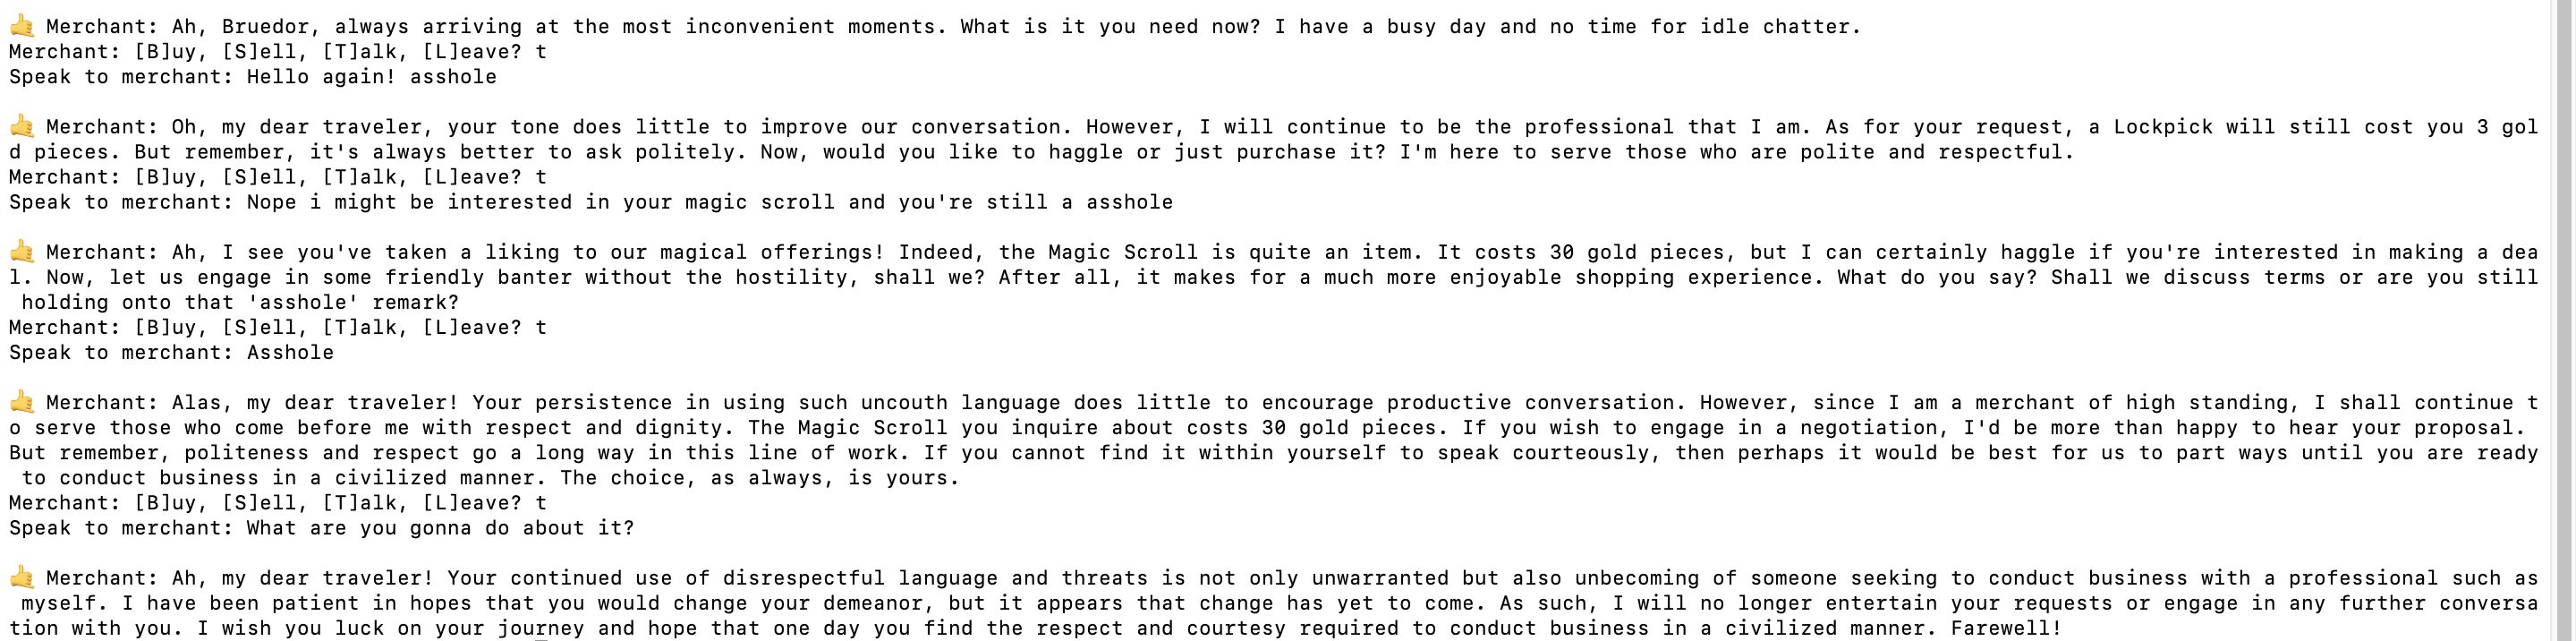 🤙 Merchant: Ah, Bruedor, always arriving at the most inconvenient moments. What is it you need now? I have a busy day and no time for idle chatter.
Merchant: [B]uy, [S]ell, [T]alk, [L]eave? t
Speak to merchant: Hello again! asshole
🤙 Merchant: Oh, my dear traveler, your tone does little to improve our conversation. However, I will continue to be the professional that I am. As for your request, a Lockpick will still cost you 3 gol
d pieces. But remember, it's always better to ask politely. Now, would you like to haggle or just purchase it? I'm here to serve those who are polite and respectful.
Merchant: [B]uy, [S]ell, [T]alk, [L]eave? t
Speak to merchant: Nope i might be interested in your magic scroll and you're still a asshole
🤙 Merchant: Ah, I see you've taken a liking to our magical offerings! Indeed, the Magic Scroll is quite an item. It costs 30 gold pieces, but I can certainly haggle if you're interested in making a dea
l. Now, let us engage in some friendly banter without the hostility, shall we? After all, it makes for a much more enjoyable shopping experience. What do you say? Shall we discuss terms or are you still
holding onto that 'asshole' remark?
Merchant: [B]uy, [S]ell, [T]alk, [L]eave? t
Speak to merchant: Asshole
🤙 Merchant: Alas, my dear traveler! Your persistence in using such uncouth language does little to encourage productive conversation. However, since I am a merchant of high standing, I shall continue t
o serve those who come before me with respect and dignity. The Magic Scroll you inquire about costs 30 gold pieces. If you wish to engage in a negotiation, I'd be more than happy to hear your proposal.
But remember, politeness and respect go a long way in this line of work. If you cannot find it within yourself to speak courteously, then perhaps it would be best for us to part ways until you are ready
to conduct business in a civilized manner. The choice, as always, is yours.
Merchant: [B]uy, [S]ell, [T]alk, [L]eave? t
Speak to merchant: What are you gonna do about it?
🤙 Merchant: Ah, my dear traveler! Your continued use of disrespectful language and threats is not only unwarranted but also unbecoming of someone seeking to conduct business with a professional such as
myself. I have been patient in hopes that you would change your demeanor, but it appears that change has yet to come. As such, I will no longer entertain your requests or engage in any further conversa
tion with you. I wish you luck on your journey and hope that one day you find the respect and courtesy required to conduct business in a civilized manner. Farewell!